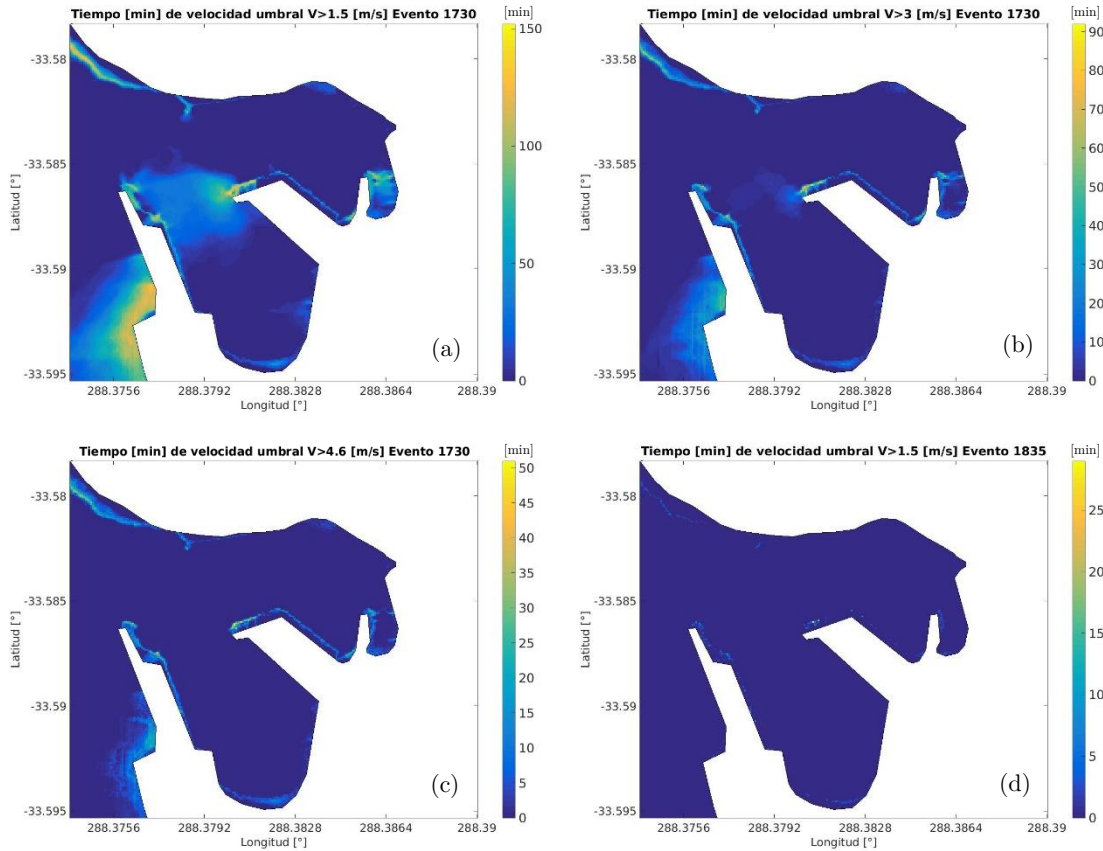 Tiempo [min] de velocidad umbral V>1.5 [m/s] Evento 1730
[min]
150
100
50
0
-33.58
-33.585
-33.59
-33.595
Latitud [°]
(a)
288.3756 288.3792 288.3828 288.3864 288.39
Longitud [°]
Tiempo [min] de velocidad umbral V>3 [m/s] Evento 1730
[min]
90
80
70
60
50
40
30
20
10
0
-33.58
-33.585
-33.59
-33.595
Latitud [°]
(b)
288.3756 288.3792 288.3828 288.3864 288.39
Longitud [°]
Tiempo [min] de velocidad umbral V>4.6 [m/s] Evento 1730
[min]
50
45
40
35
30
25
20
15
10
5
0
-33.58
-33.585
-33.59
-33.595
Latitud [°]
(c)
288.3756 288.3792 288.3828 288.3864 288.39
Longitud [°]
Tiempo [min] de velocidad umbral V>1.5 [m/s] Evento 1835
[min]
25
20
15
10
5
0
-33.58
-33.585
-33.59
-33.595
Latitud [°]
(d)
288.3756 288.3792 288.3828 288.3864 288.39
Longitud [°]